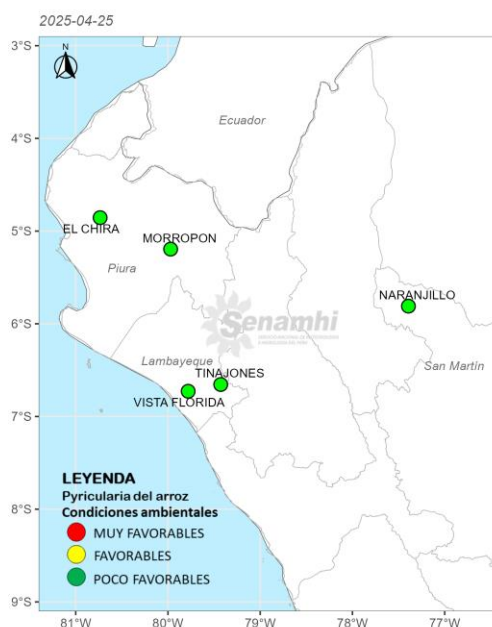 2025-04-25
3°S
N
Ecuador
4°S
EL CHIRA
5°S
MORROPON
Piura
NARANJILLO
6°S
Senamhi
Lambayeque
TINAJONES
San Martín
VISTA FLORIDA
7°S
LEYENDA
Pyricularia del arroz
Condiciones ambientales
8°S
MUY FAVORABLES
FAVORABLES
POCO FAVORABLES
9°S
81°W
80°W
79°W
78°W
77°W